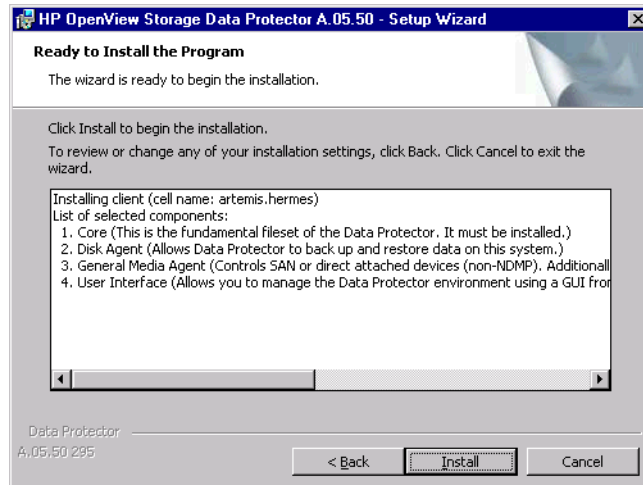 HP OpenView Storage Data Protector A.05.50 - Setup Wizard
Ready to Install the Program
The wizard is ready to begin the installation.
Click Install to begin the installation.
To review or change any of your installation settings, click Back. Click Cancel to exit the
wizard.
Installing client (cell name: artemis.hermes)
List of selected components:
1. Core (This is the fundamental fileset of the Data Protector. It must be installed.)
2. Disk Agent (Allows Data Protector to back up and restore data on this system.)
3. General Media Agent (Controls SAN or direct attached devices (non-NDMP). Additionall
4. User Interface (Allows you to manage the Data Protector environment using a GUI fror
Data Protector
A.05.50 295
< Back
Install
Cancel